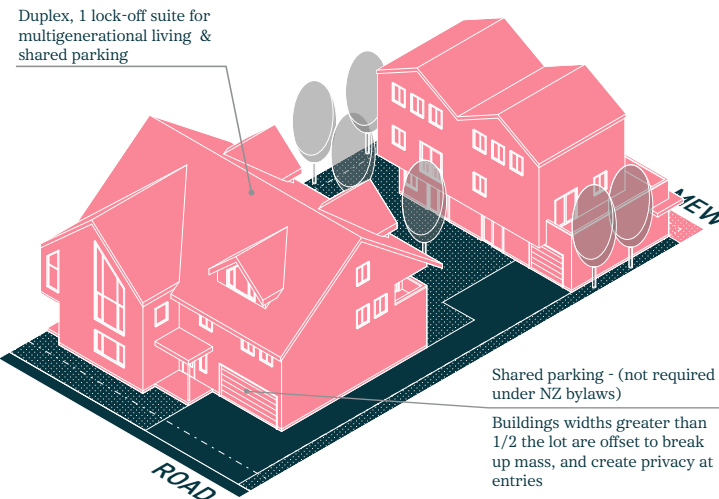 Duplex, 1 lock-off suite for
multigenerational living  &
shared parking
MEW
Shared parking - (not required
under NZ bylaws)
Buildings widths greater than
1/2 the lot are offset to break
up mass, and create privacy at
entries
ROAD